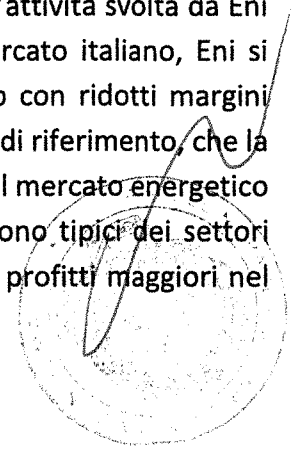 l'attività svolta da Eni
rcato italiano, Eni si
o con ridotti margini
di riferimento, che la
l mercato energetico
ono tipici dei settori
profitti maggiori nel